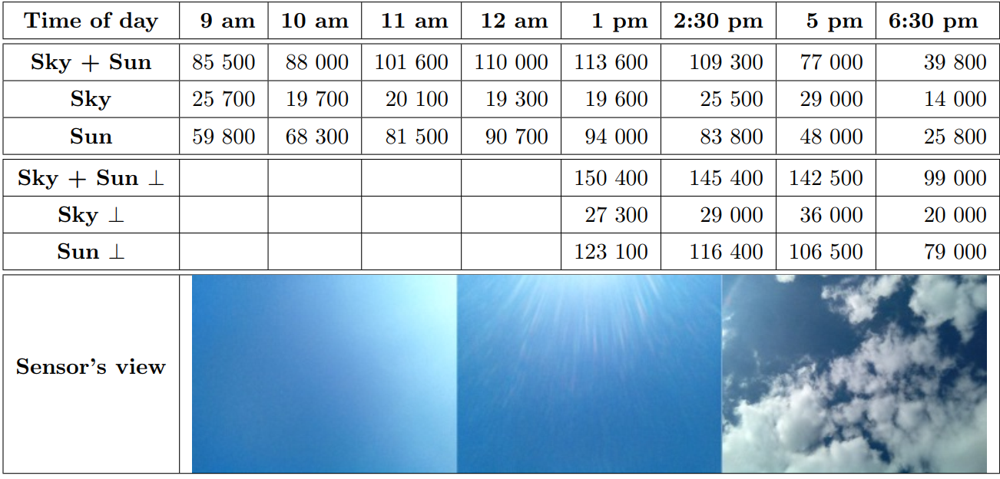 Time of day 9 am 10 am 11 am 12 am 1 pm 2:30 pm 5 pm 6:30 pm
Sky + Sun 85 500 88 000 101 600 110 000 113 600 109 300 77 000 39 800
Sky 25 700 19 700 20 100 19 300 19 600 25 500 29 000 14 000
Sun 59 800 68 300 81 500 90 700 94 000 83 800 48 000 25 800
Sky + Sun ⊥ 150 400 145 400 142 500 99 000
Sky ⊥ 27 300 29 000 36 000 20 000
Sun ⊥ 123 100 116 400 106 500 79 000
Sensor's view